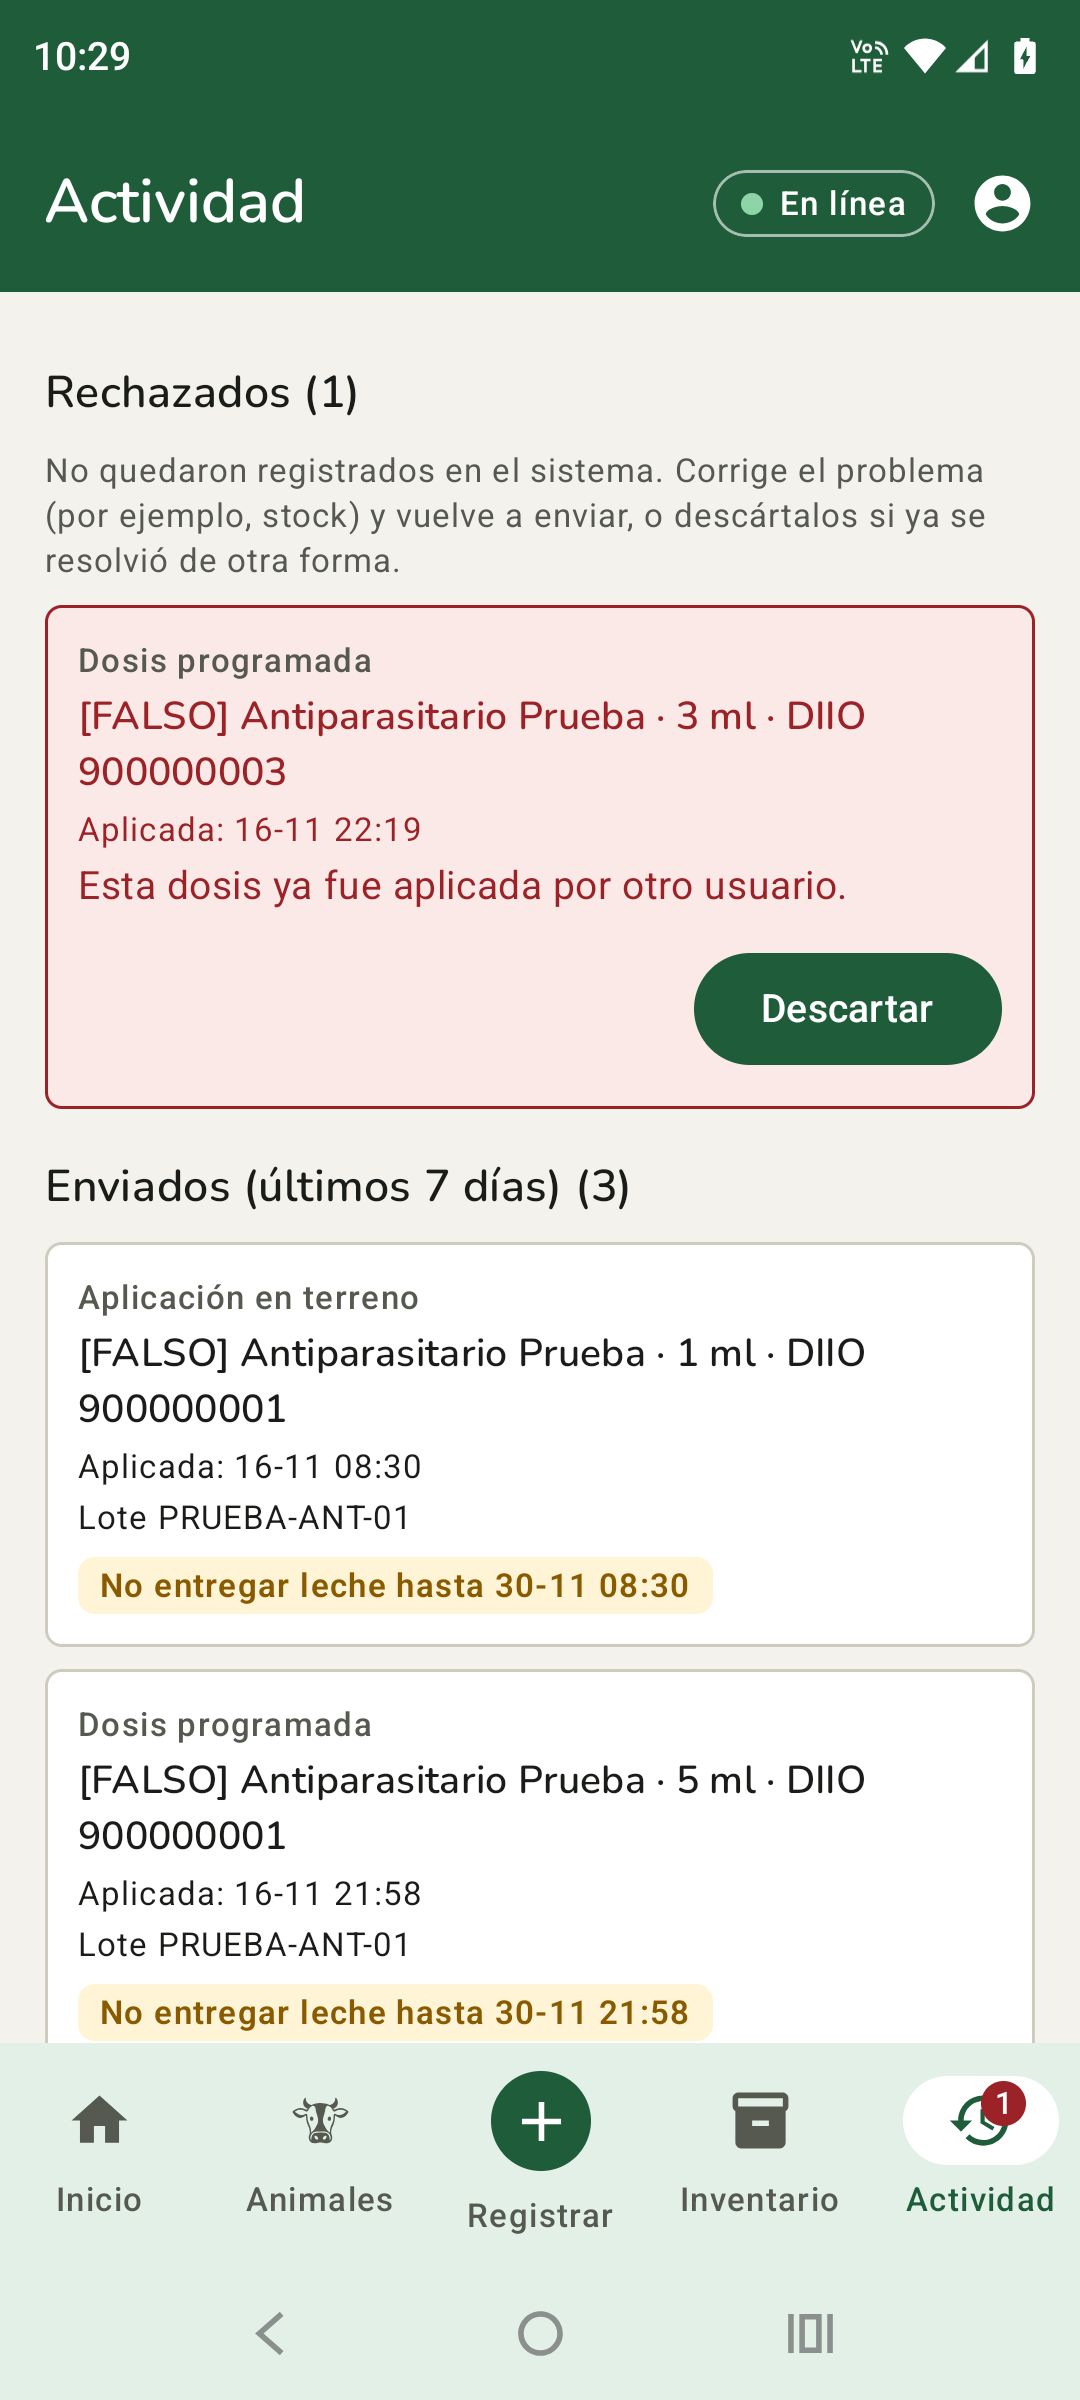 10:29
Vo LTE
Actividad
En línea
Rechazados (1)
No quedaron registrados en el sistema. Corrige el problema
(por ejemplo, stock) y vuelve a enviar, o descártalos si ya se
resolvió de otra forma.
Dosis programada
[FALSO] Antiparasitario Prueba · 3 ml · DIIO
900000003
Aplicada: 16-11 22:19
Esta dosis ya fue aplicada por otro usuario.
Descartar
Enviados (últimos 7 días) (3)
Aplicación en terreno
[FALSO] Antiparasitario Prueba · 1 ml · DIIO
900000001
Aplicada: 16-11 08:30
Lote PRUEBA-ANT-01
No entregar leche hasta 30-11 08:30
Dosis programada
[FALSO] Antiparasitario Prueba · 5 ml · DIIO
900000001
Aplicada: 16-11 21:58
Lote PRUEBA-ANT-01
No entregar leche hasta 30-11 21:58
1
Inicio
Animales
Registrar
Inventario
Actividad